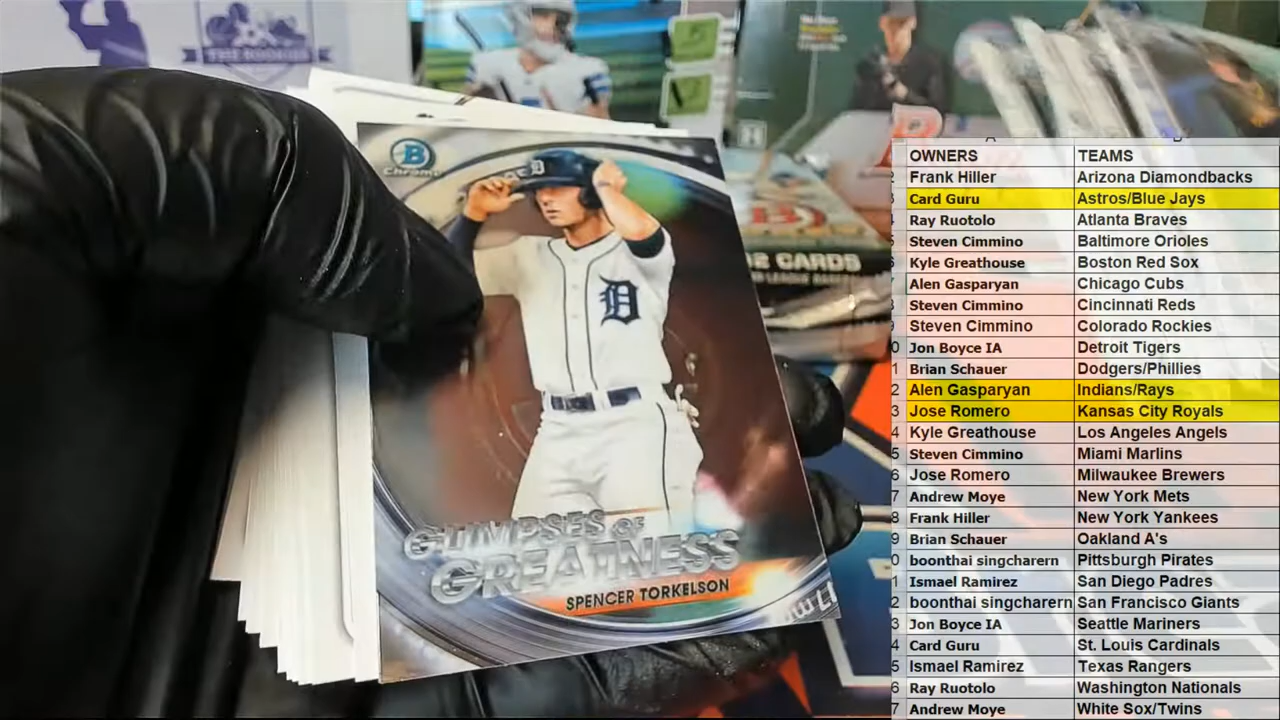 THE ROOKIES
B
Chrome
D
D
GLIMPSES OF
GREATNESS
SPENCER TORKELSON
CARDS
OWNERS TEAMS
Frank Hiller Arizona Diamondbacks
Card Guru Astros/Blue Jays
Ray Ruotolo Atlanta Braves
Steven Cimmino Baltimore Orioles
Kyle Greathouse Boston Red Sox
Alen Gasparyan Chicago Cubs
Steven Cimmino Cincinnati Reds
Steven Cimmino Colorado Rockies
Jon Boyce IA Detroit Tigers
Brian Schauer Dodgers/Phillies
Alen Gasparyan Indians/Rays
Jose Romero Kansas City Royals
Kyle Greathouse Los Angeles Angels
Steven Cimmino Miami Marlins
Jose Romero Milwaukee Brewers
Andrew Moye New York Mets
Frank Hiller New York Yankees
Brian Schauer Oakland A's
boonthai singcharern Pittsburgh Pirates
Ismael Ramirez San Diego Padres
boonthai singcharern San Francisco Giants
Jon Boyce IA Seattle Mariners
Card Guru St. Louis Cardinals
Ismael Ramirez Texas Rangers
Ray Ruotolo Washington Nationals
Andrew Moye White Sox/Twins